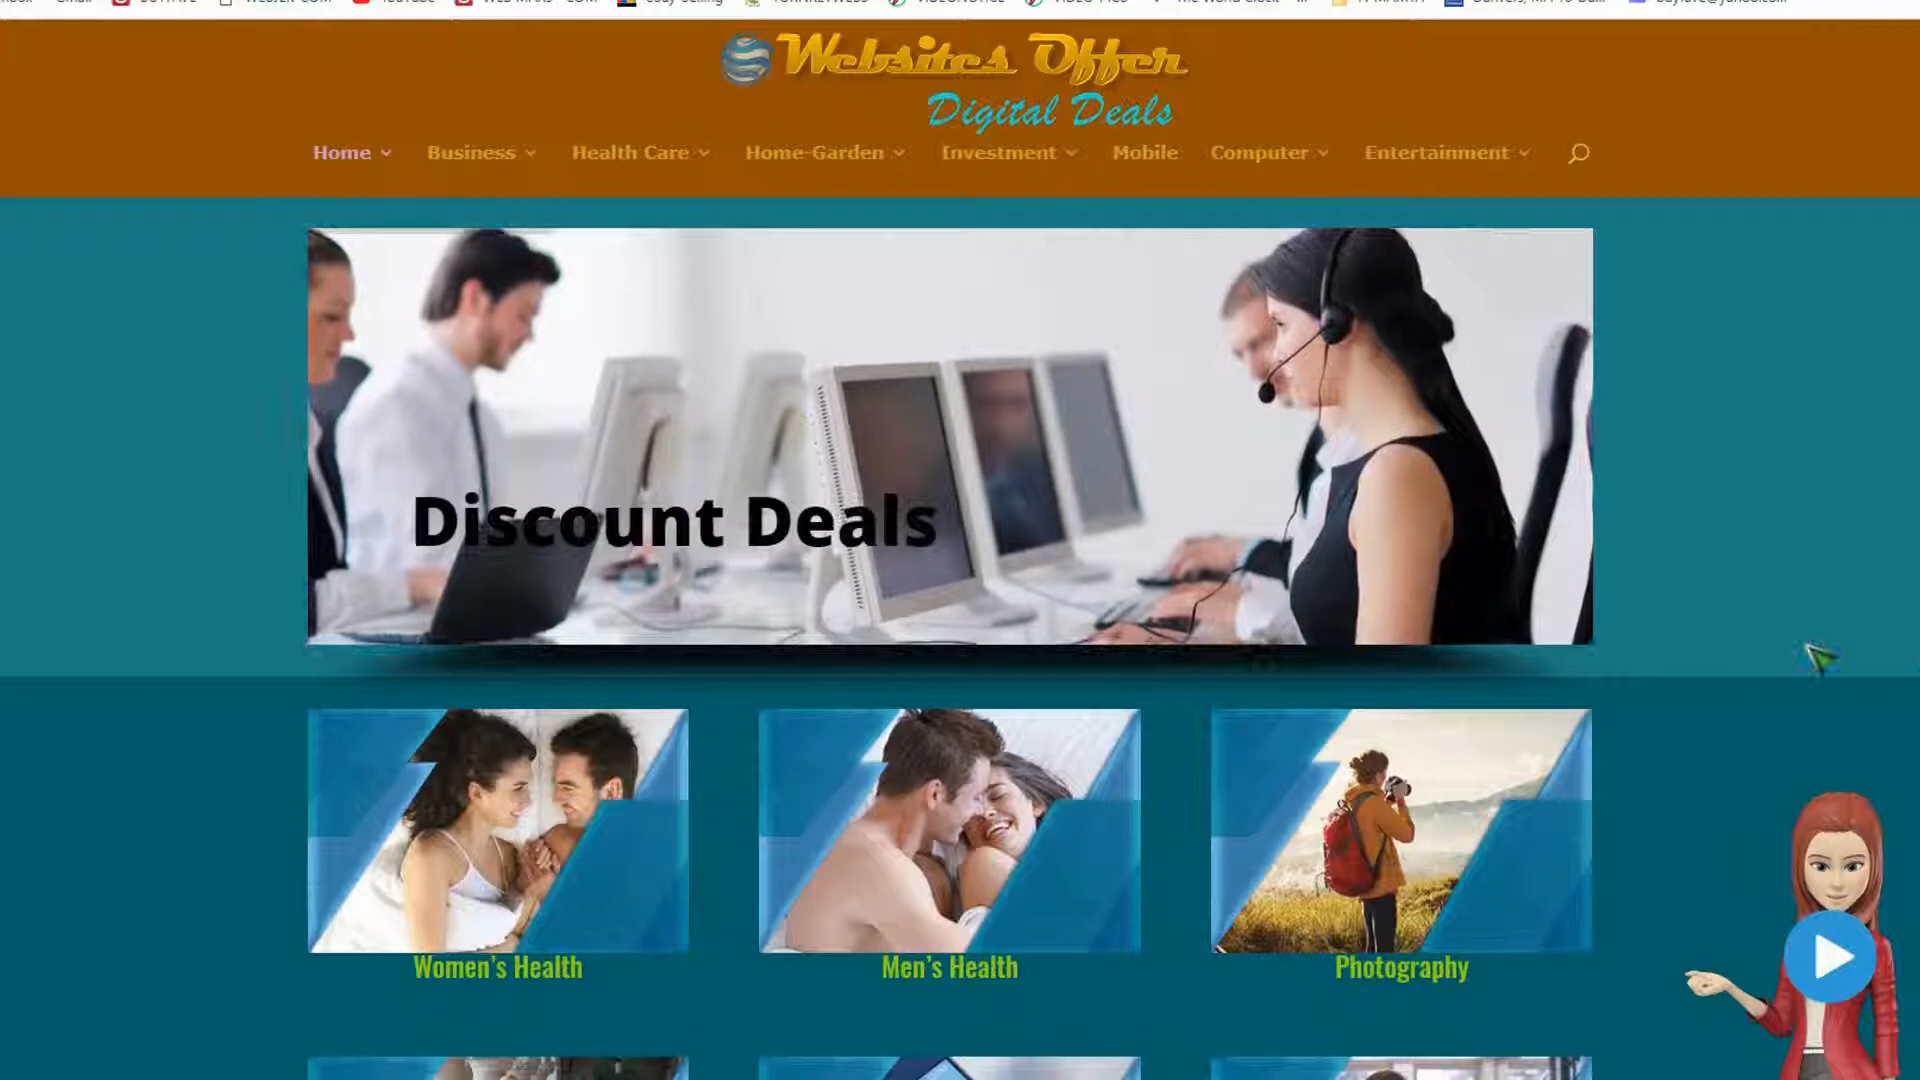 Websites Offer
Digital Deals
Home Business Health Care Home-Garden Investment Mobile Computer Entertainment
Discount Deals
Women's Health Men's Health Photography